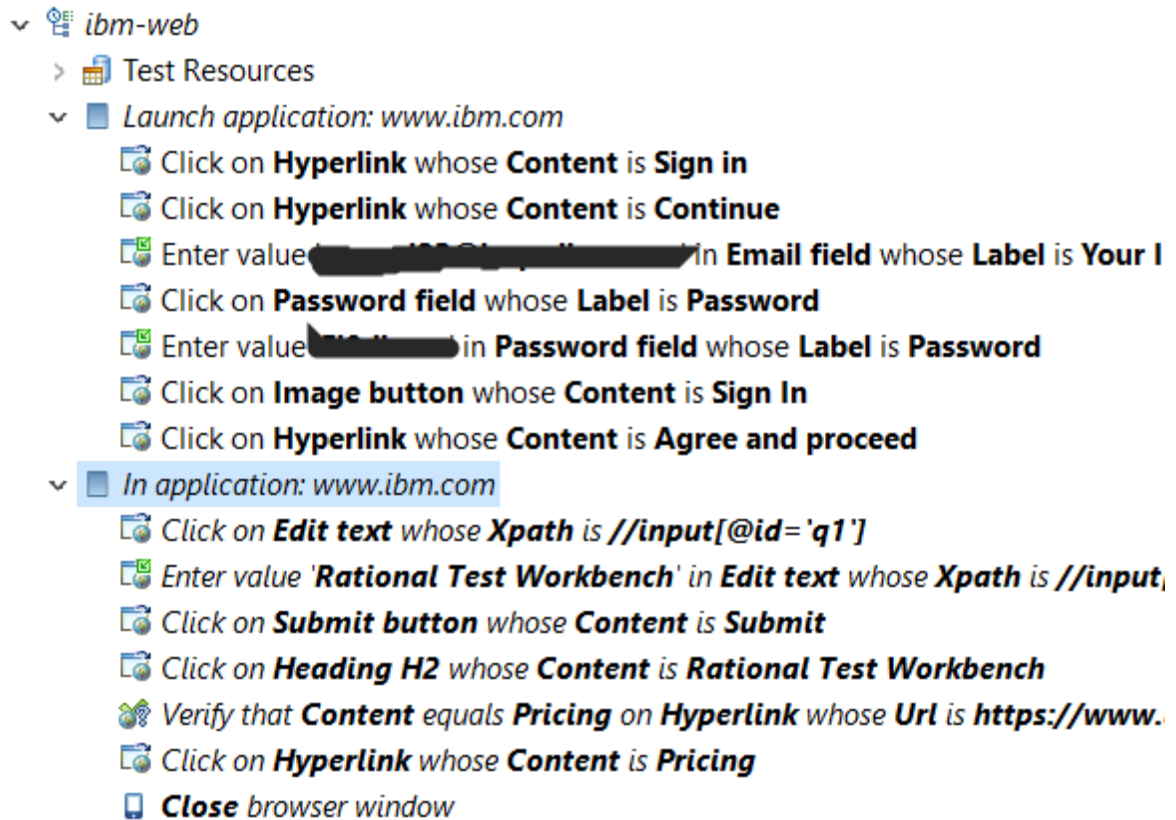 ibm-web
Test Resources
Launch application: www.ibm.com
Click on Hyperlink whose Content is Sign in
Click on Hyperlink whose Content is Continue
Enter value in Email field whose Label is Your I
Click on Password field whose Label is Password
Enter value in Password field whose Label is Password
Click on Image button whose Content is Sign In
Click on Hyperlink whose Content is Agree and proceed
In application: www.ibm.com
Click on Edit text whose Xpath is //input[@id='q1']
Enter value 'Rational Test Workbench' in Edit text whose Xpath is //input[
Click on Submit button whose Content is Submit
Click on Heading H2 whose Content is Rational Test Workbench
Verify that Content equals Pricing on Hyperlink whose Url is https://www.
Click on Hyperlink whose Content is Pricing
Close browser window